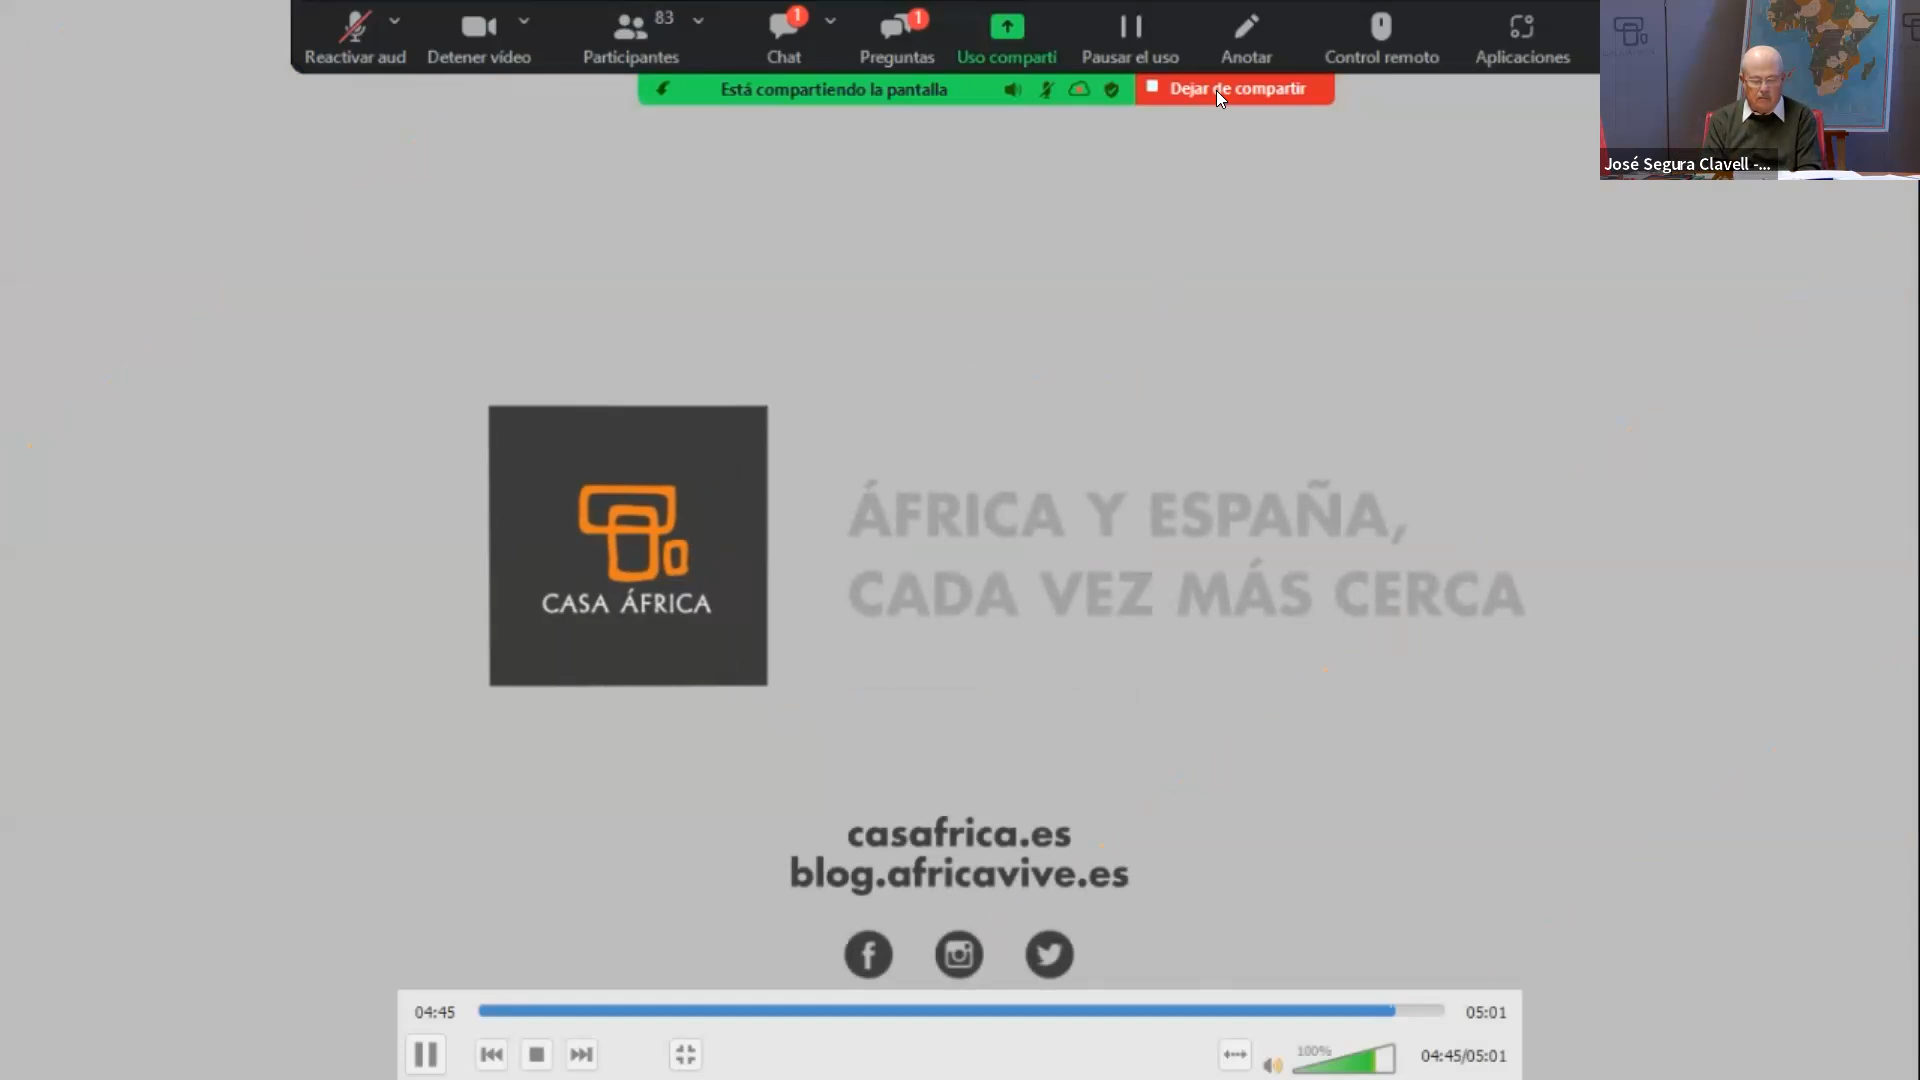 Reactivar aud
Detener vídeo
83
Participantes
1
Chat
1
Preguntas
Uso comparti
Pausar el uso
Anotar
Control remoto
Aplicaciones
Está compartiendo la pantalla
Dejar de compartir
José Segura Clavell -...
CASA ÁFRICA
ÁFRICA Y ESPAÑA,
CADA VEZ MÁS CERCA
casafrica.es
blog.africavive.es
04:45
05:01
100%
04:45/05:01